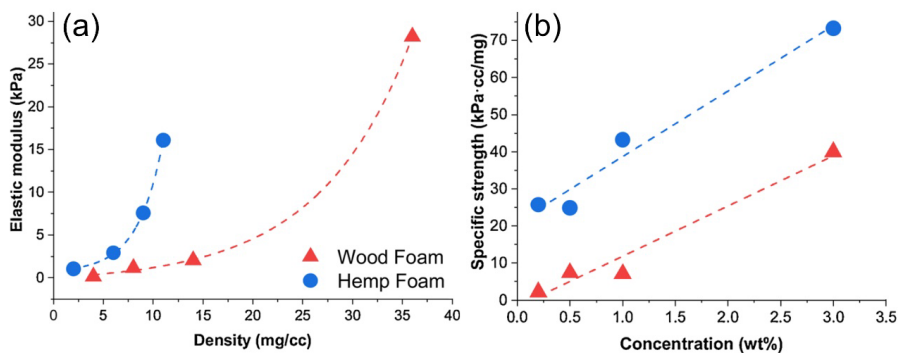 (a)
30
25
20
15
10
5
0
Elastic modulus (kPa)
0 5 10 15 20 25 30 35 40
Density (mg/cc)
Wood Foam
Hemp Foam
(b)
70
60
50
40
30
20
10
0
Specific strength (kPa·cc/mg)
0.0 0.5 1.0 1.5 2.0 2.5 3.0 3.5
Concentration (wt%)